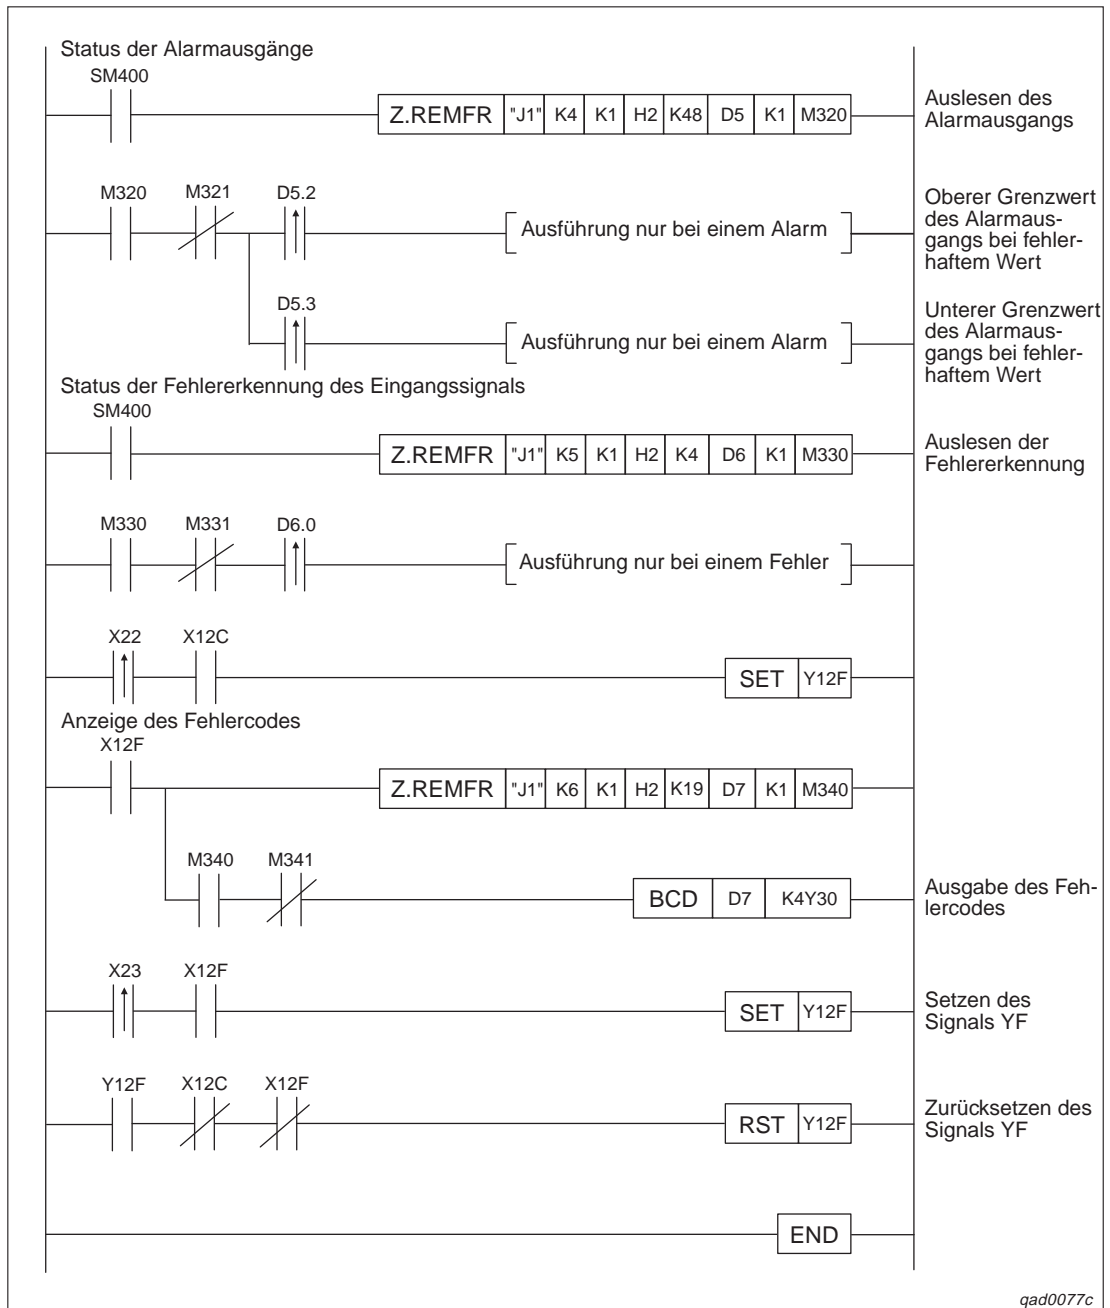 Status der Alarmausgänge
SM400
Z.REMFR "J1" K4 K1 H2 K48 D5 K1 M320
Auslesen des
Alarmausgangs
M320 M321 D5.2
Ausführung nur bei einem Alarm
Oberer Grenzwert
des Alarmaus-
gangs bei fehler-
haftem Wert
D5.3
Ausführung nur bei einem Alarm
Unterer Grenzwert
des Alarmaus-
gangs bei fehler-
haftem Wert
Status der Fehlererkennung des Eingangssignals
SM400
Z.REMFR "J1" K5 K1 H2 K4 D6 K1 M330
Auslesen der
Fehlererkennung
M330 M331 D6.0
Ausführung nur bei einem Fehler
X22 X12C
SET Y12F
Anzeige des Fehlercodes
X12F
Z.REMFR "J1" K6 K1 H2 K19 D7 K1 M340
M340 M341
BCD D7 K4Y30
Ausgabe des Feh-
lercodes
X23 X12F
SET Y12F
Setzen des
Signals YF
Y12F X12C X12F
RST Y12F
Zurücksetzen des
Signals YF
END
qad0077c